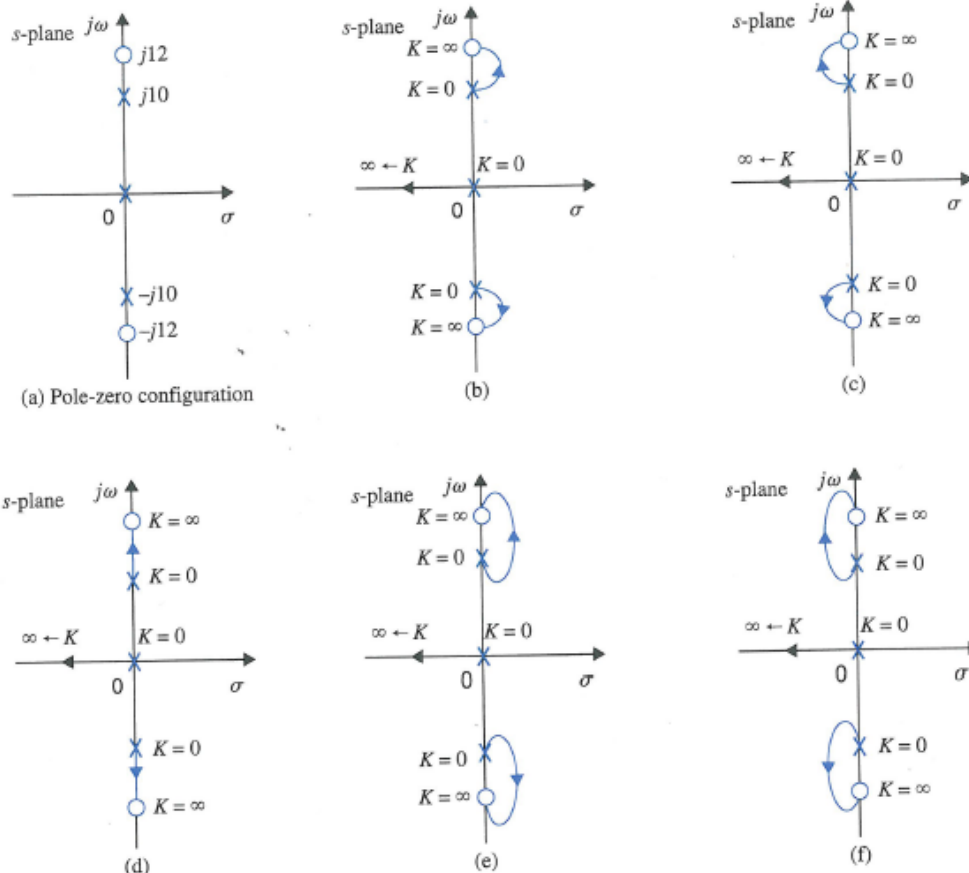 s-plane
jω
j12
j10
0
σ
–j10
–j12
(a) Pole-zero configuration
s-plane
jω
K = ∞
K = 0
∞ ← K
K = 0
0
σ
K = 0
K = ∞
(b)
s-plane
jω
K = ∞
K = 0
∞ ← K
K = 0
0
σ
K = 0
K = ∞
(c)
s-plane
jω
K = ∞
K = 0
∞ ← K
K = 0
0
σ
K = 0
K = ∞
(d)
s-plane
jω
K = ∞
K = 0
∞ ← K
K = 0
0
σ
K = 0
K = ∞
(e)
s-plane
jω
K = ∞
K = 0
∞ ← K
K = 0
0
σ
K = 0
K = ∞
(f)